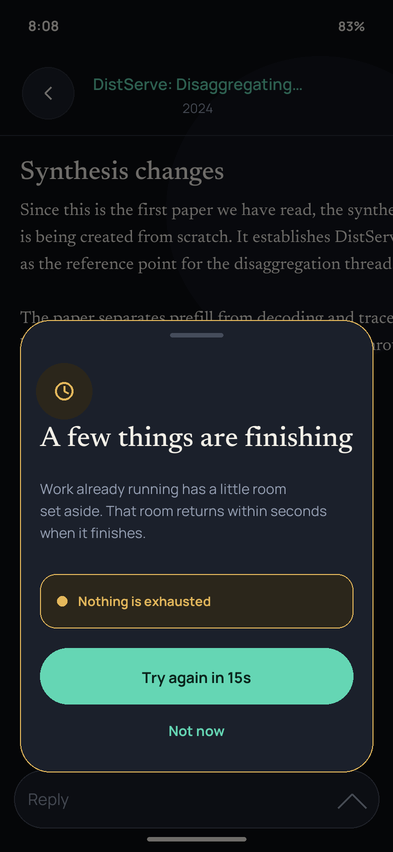 8:08
83%
DistServe: Disaggregating...
2024
Synthesis changes
Since this is the first paper we have read, the
is being created from scratch. It establishes
as the reference point for the disaggregation thread
The paper separates prefill from decoding and
A few things are finishing
Work already running has a little room
set aside. That room returns within seconds
when it finishes.
Nothing is exhausted
Try again in 15s
Not now
Reply